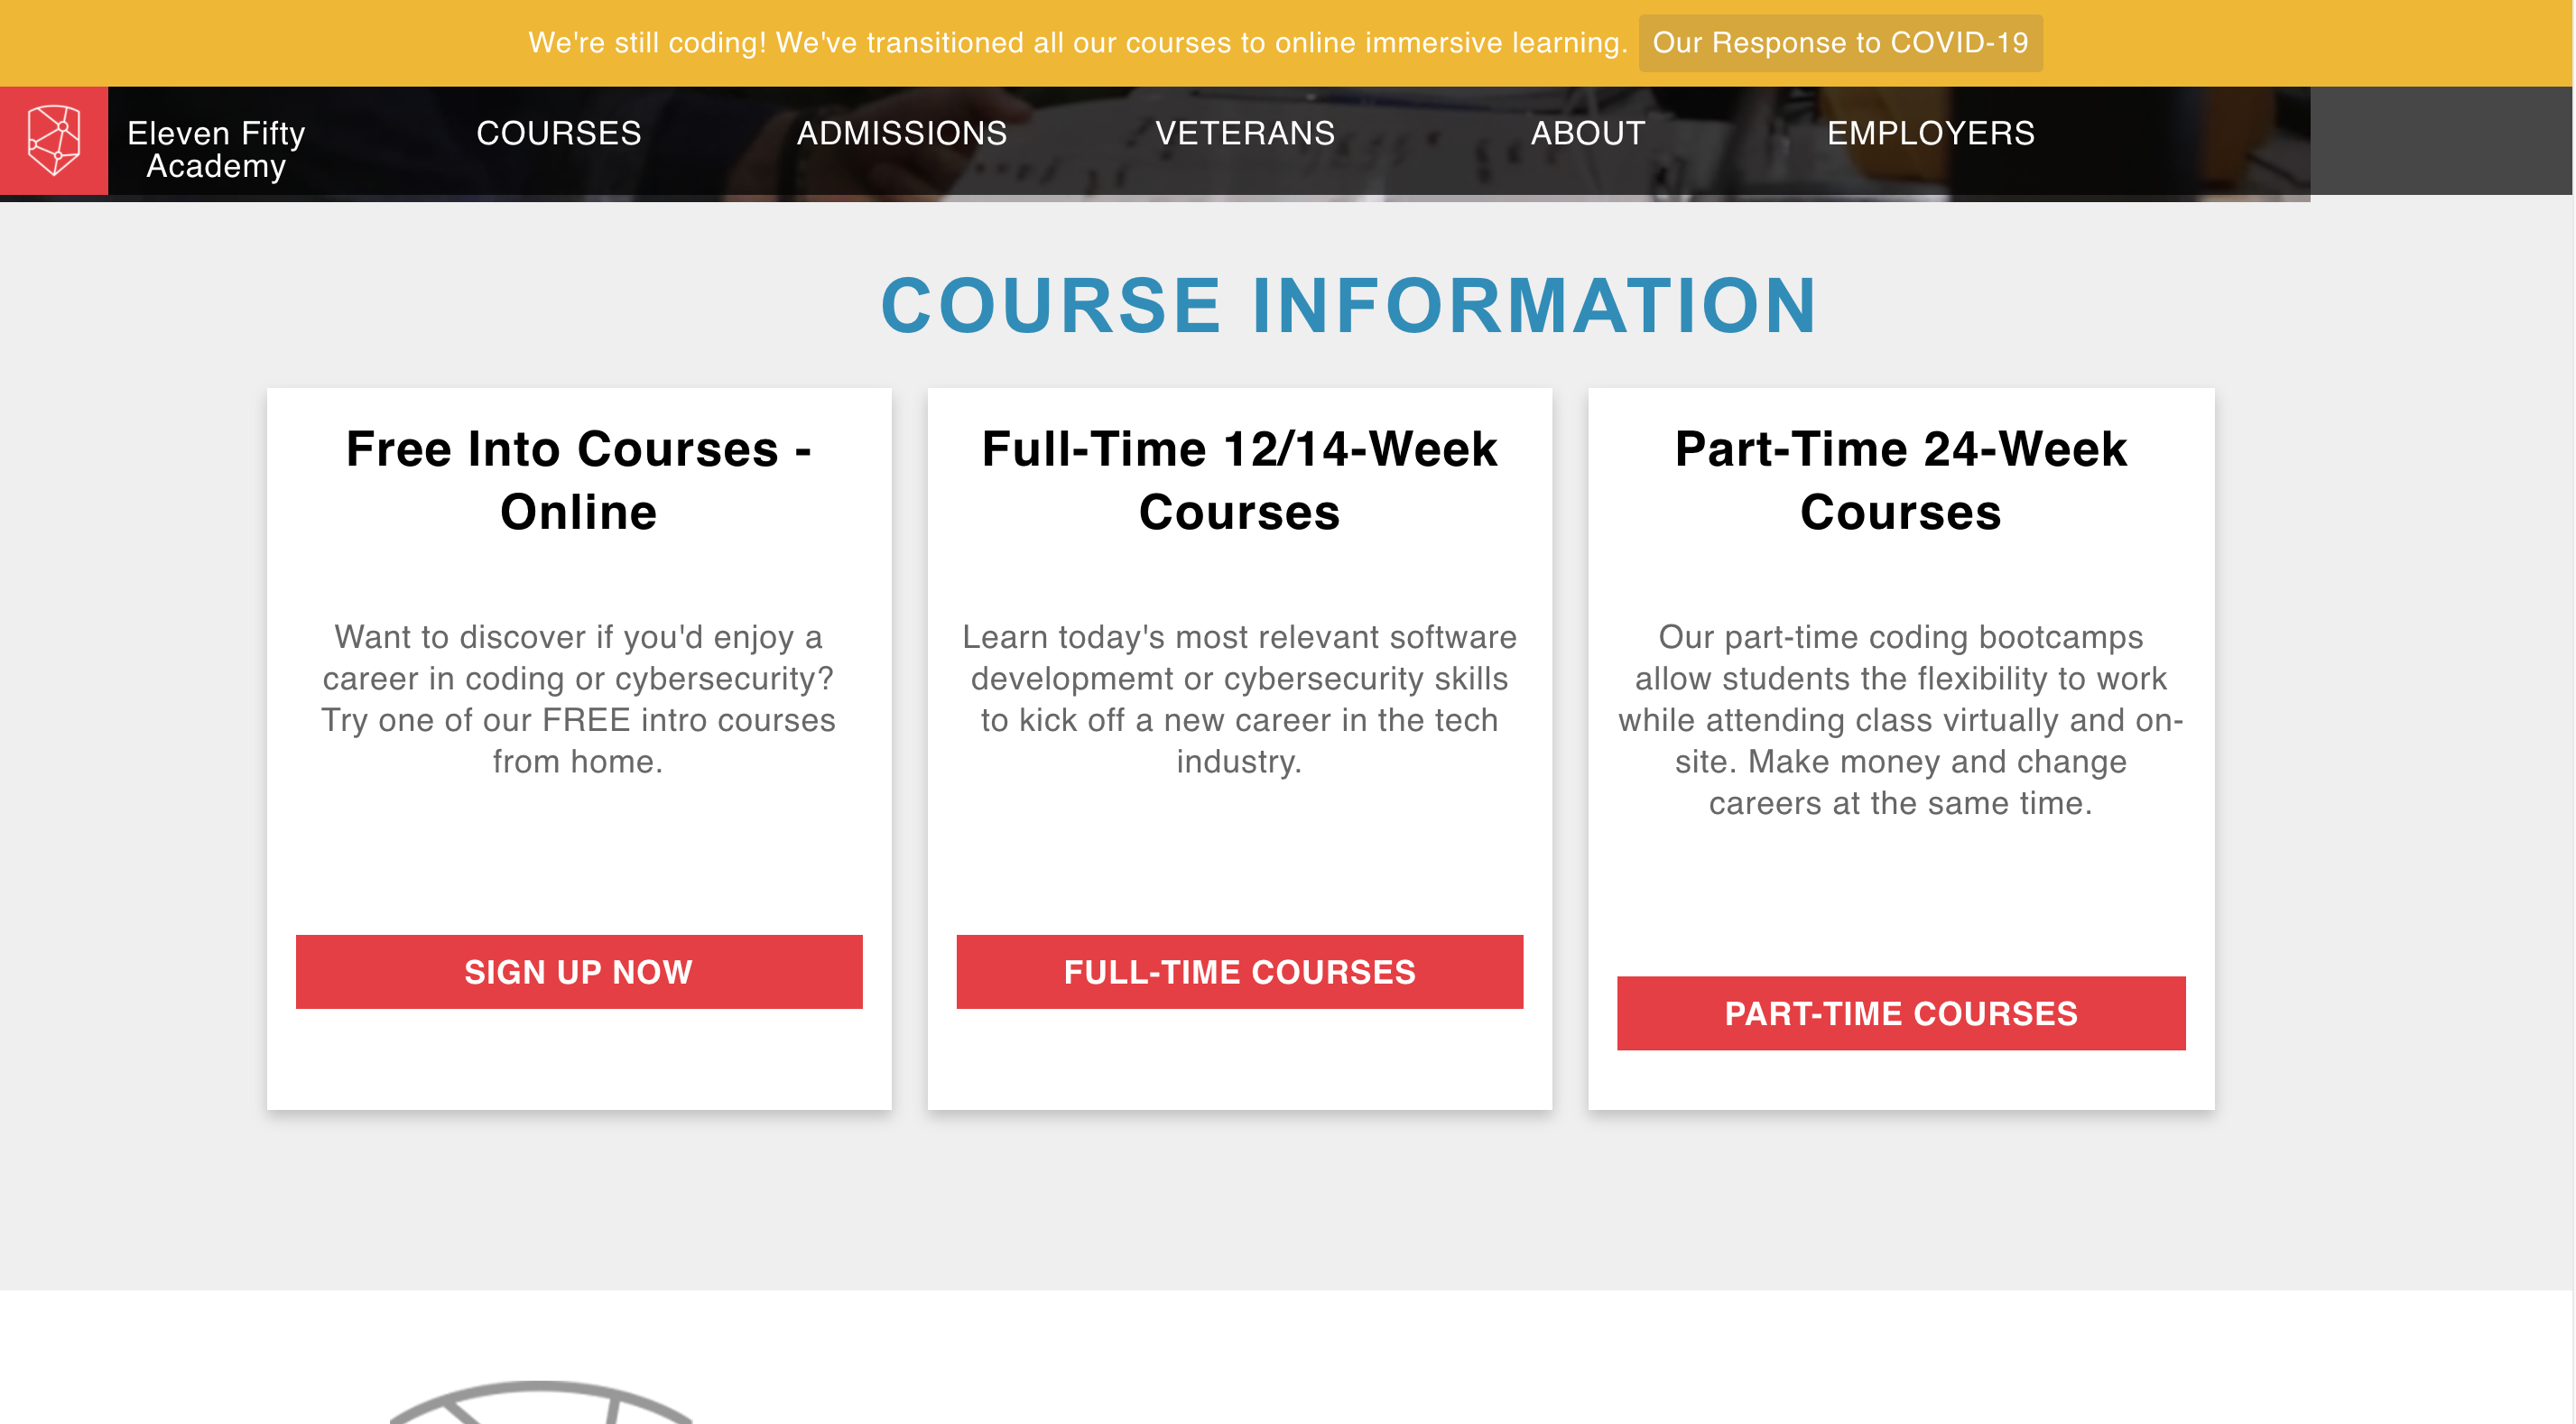 We're still coding! We've transitioned all our courses to online immersive learning. Our Response to COVID-19
Eleven Fifty
Academy
COURSES
ADMISSIONS
VETERANS
ABOUT
EMPLOYERS
COURSE INFORMATION
Free Into Courses -
Online
Want to discover if you'd enjoy a
career in coding or cybersecurity?
Try one of our FREE intro courses
from home.
SIGN UP NOW
Full-Time 12/14-Week
Courses
Learn today's most relevant software
developmemt or cybersecurity skills
to kick off a new career in the tech
industry.
FULL-TIME COURSES
Part-Time 24-Week
Courses
Our part-time coding bootcamps
allow students the flexibility to work
while attending class virtually and on-
site. Make money and change
careers at the same time.
PART-TIME COURSES